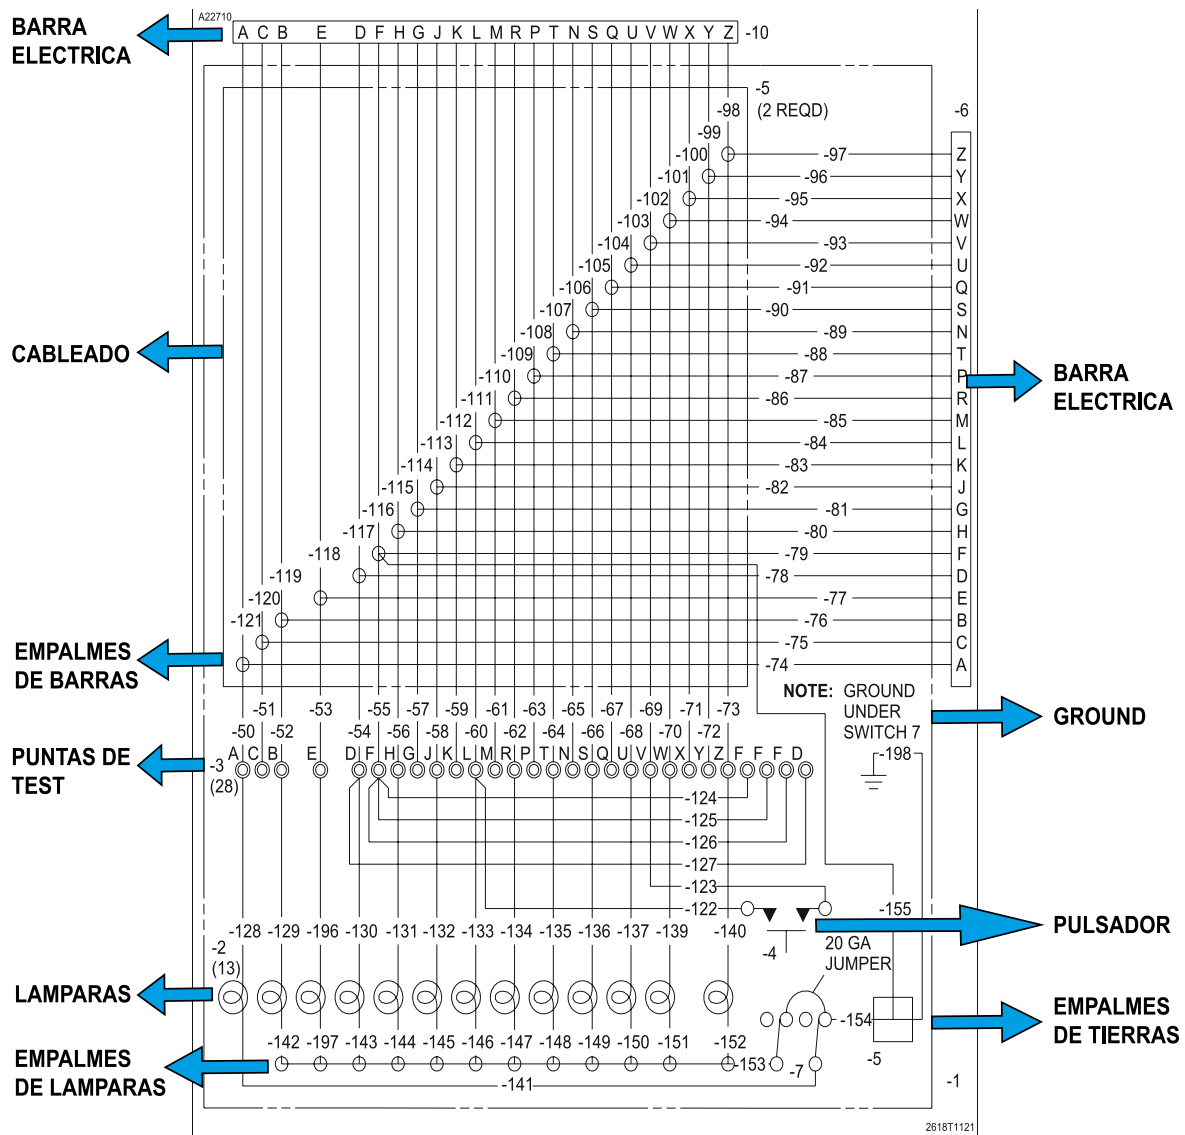 A22710
BARRA
ELECTRICA
A C B E D F H G J K L M R P T N S Q U V W X Y Z -10
-5
(2 REQD)
-6
-98
-99
-100 -97 Z
-101 -96 Y
-102 -95 X
-103 -94 W
-104 -93 V
-105 -92 U
-106 -91 Q
-107 -90 S
-108 -89 N
CABLEADO
-109 -88 T
-110 -87 P
BARRA
ELECTRICA
-111 -86 R
-112 -85 M
-113 -84 L
-114 -83 K
-115 -82 J
-116 -81 G
-117 -80 H
-118 -79 F
-119 -78 D
-120 -77 E
-121 -76 B
-75 C
-74 A
EMPALMES
DE BARRAS
NOTE: GROUND
UNDER
SWITCH 7
GROUND
-51 -53 -55 -57 -59 -61 -63 -65 -67 -69 -71 -73
-50 -52 -54 -56 -58 -60 -62 -64 -66 -68 -70 -72
PUNTAS DE
TEST
A C B E D F H G J K L M R P T N S Q U V W X Y Z F F F D
-198
-3
(28)
-124
-125
-126
-127
-123
-122
-155
PULSADOR
-128 -129 -196 -130 -131 -132 -133 -134 -135 -136 -137 -139 -140
-4
20 GA
JUMPER
-2
(13)
LAMPARAS
-154
EMPALMES
DE TIERRAS
-142 -197 -143 -144 -145 -146 -147 -148 -149 -150 -151 -152
-5
EMPALMES
DE LAMPARAS
-153 -7
-141
-1
2618T1121